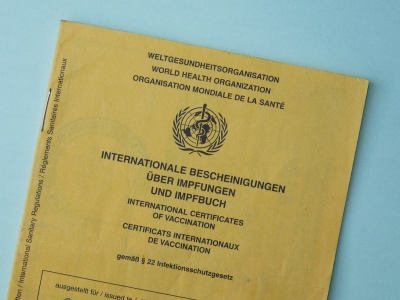 WELTGESUNDHEITSORGANISATION
WORLD HEALTH ORGANIZATION
ORGANISATION MONDIALE DE LA SANTÉ
INTERNATIONALE BESCHEINIGUNGEN
ÜBER IMPFUNGEN
UND IMPFBUCH
INTERNATIONAL CERTIFICATES
OF VACCINATION
CERTIFICATS INTERNATIONAUX
DE VACCINATION
gemäß § 22 Infektionsschutzgesetz
ausgestellt für / issued to /
/ International Sanitary Regulations / Règlements Sanitaires Internationaux